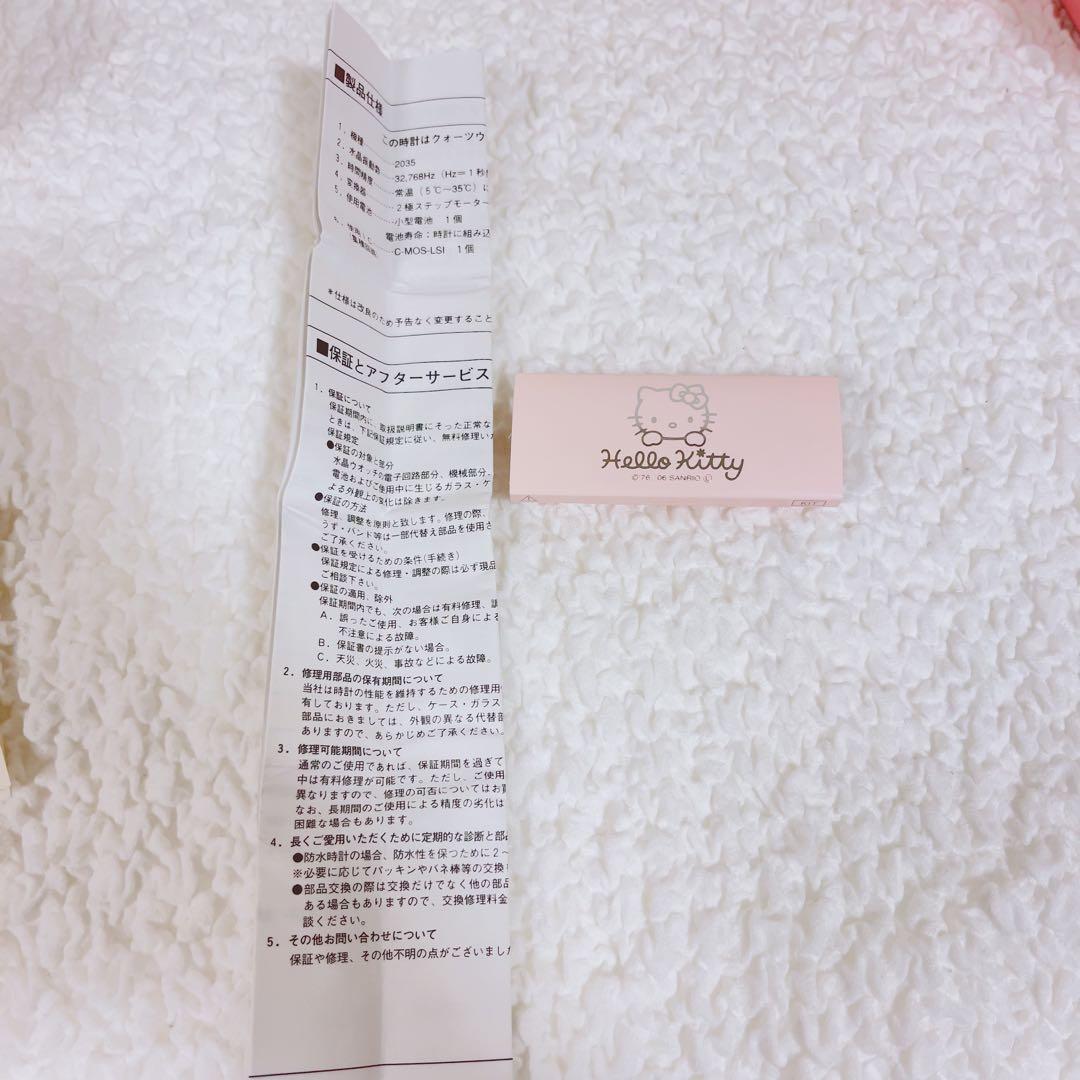 ■製品仕様
この時計はクォーツウ
1. 機種………2035
2. 水晶振動数……32,768Hz (Hz=1秒
3. 時間精度……常温(5℃~35℃)に
4. 変換器……2極ステップモーター
5. 使用電池……小型電池 1個
電池寿命:時計に組み込
C-MOS-LSI 1個
*仕様は改良のため予告なく変更すること
■保証とアフターサービス
1. 保証について
保証期間内に、取扱説明書にそった正常な
ときは、下記保証規定に従い、無料修理いた
保証規定
●保証の対象と部分
水晶ウオッチの電子回路部分、機械部分、
電池およびご使用中に生じるガラス・ケ
よる外観上の変化は除きます。
●保証の方法
修理、調整を原則と致します。修理の際、
うず・バンド等は一部代替え部品を使用さ
ご了承ください。
●保証を受けるための条件(手続き)
保証規定による修理・調整の際は必ず現品
ご相談下さい。
●保証の適用、除外
保証期間内でも、次の場合は有料修理、調
A. 誤ったご使用、お客様ご自身による
不注意による故障。
B. 保証書の提示がない場合。
C. 天災、火災、事故などによる故障。
2. 修理用部品の保有期間について
当社は時計の性能を維持するための修理用
有しております。ただし、ケース・ガラス
部品におきましては、外観の異なる代替部
ありますので、あらかじめご了承ください。
3. 修理可能期間について
通常のご使用であれば、保証期間を過ぎて
中は有料修理が可能です。ただし、ご使用
異なりますので、修理の可否についてはお買
なお、長期間のご使用による精度の劣化は
困難な場合もあります。
4. 長くご愛用いただくために定期的な診断と部品
●防水時計の場合、防水性を保つために2~
※必要に応じてパッキンやバネ棒等の交換
●部品交換の際は交換だけでなく他の部品
ある場合もありますので、交換修理料金
談ください。
5. その他お問い合わせについて
保証や修理、その他不明の点がございまし
Hello Kitty
©'76, '06 SANRIO Ⓛ
KIT